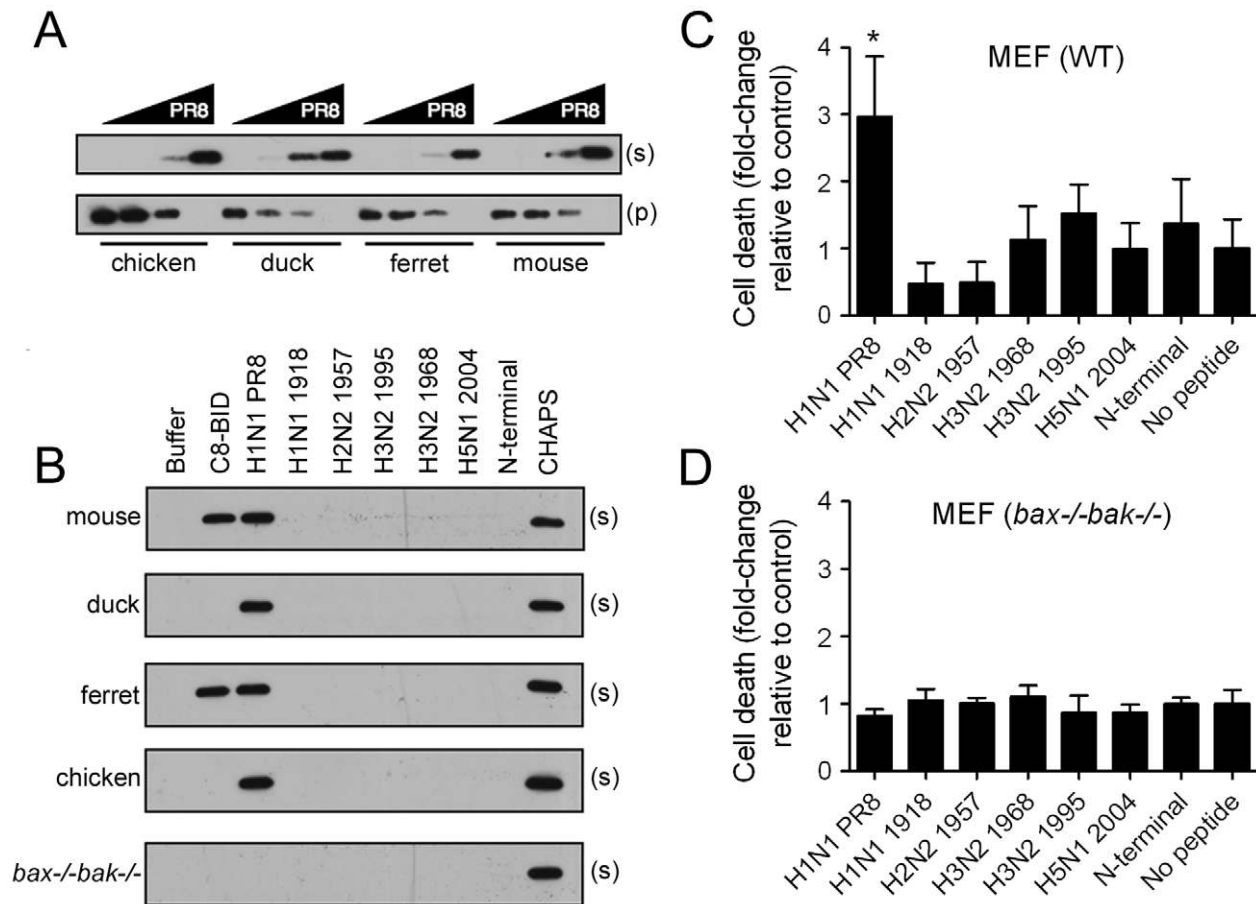 A
PR8 PR8 PR8 PR8
(s)
(p)
chicken duck ferret mouse
B
Buffer
C8-BID
H1N1 PR8
H1N1 1918
H2N2 1957
H3N2 1995
H3N2 1968
H5N1 2004
N-terminal
CHAPS
mouse (s)
duck (s)
ferret (s)
chicken (s)
bax-/-bak-/- (s)
C
MEF (WT)
Cell death (fold-change
relative to control)
*
4
3
2
1
0
H1N1 PR8
H1N1 1918
H2N2 1957
H3N2 1968
H3N2 1995
H5N1 2004
N-terminal
No peptide
D
MEF (bax-/-bak-/-)
Cell death (fold-change
relative to control)
4
3
2
1
0
H1N1 PR8
H1N1 1918
H2N2 1957
H3N2 1968
H3N2 1995
H5N1 2004
N-terminal
No peptide